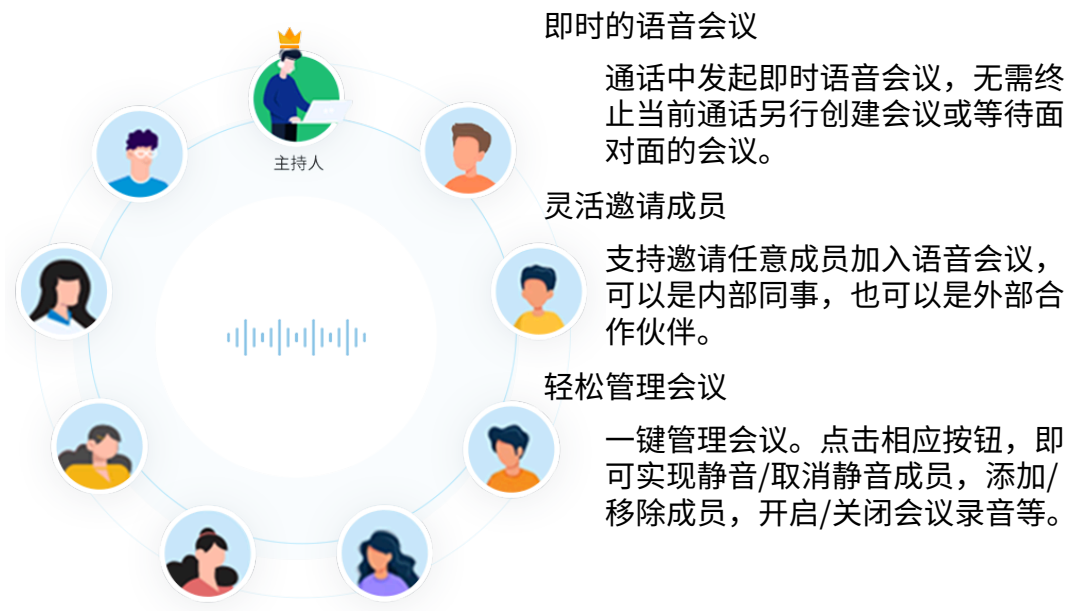 即时的语音会议
通话中发起即时语音会议，无需终
止当前通话另行创建会议或等待面
对面的会议。
主持人
灵活邀请成员
支持邀请任意成员加入语音会议，
可以是内部同事，也可以是外部合
作伙伴。
轻松管理会议
一键管理会议。点击相应按钮，即
可实现静音/取消静音成员，添加/
移除成员，开启/关闭会议录音等。